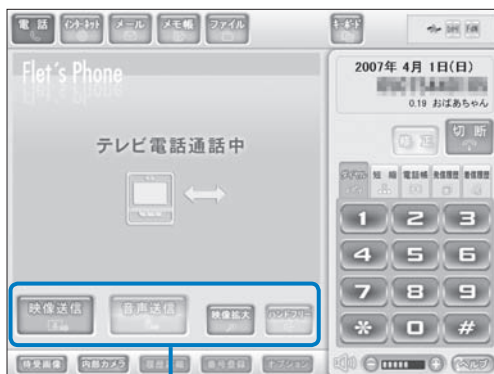 電話 インターネット メール メモ帳 ファイル キーボード
Flet's Phone
2007年 4月 1日(日)
0.19 おばあちゃん
テレビ電話通話中
切断
ダイヤル 短縮 電話帳 発信履歴 着信履歴
1 2 3
4 5 6
7 8 9
* 0 #
映像送信 音声送信 映像拡大 ハンドフリー
待受画像 内部カメラ オプション
ヘルプ